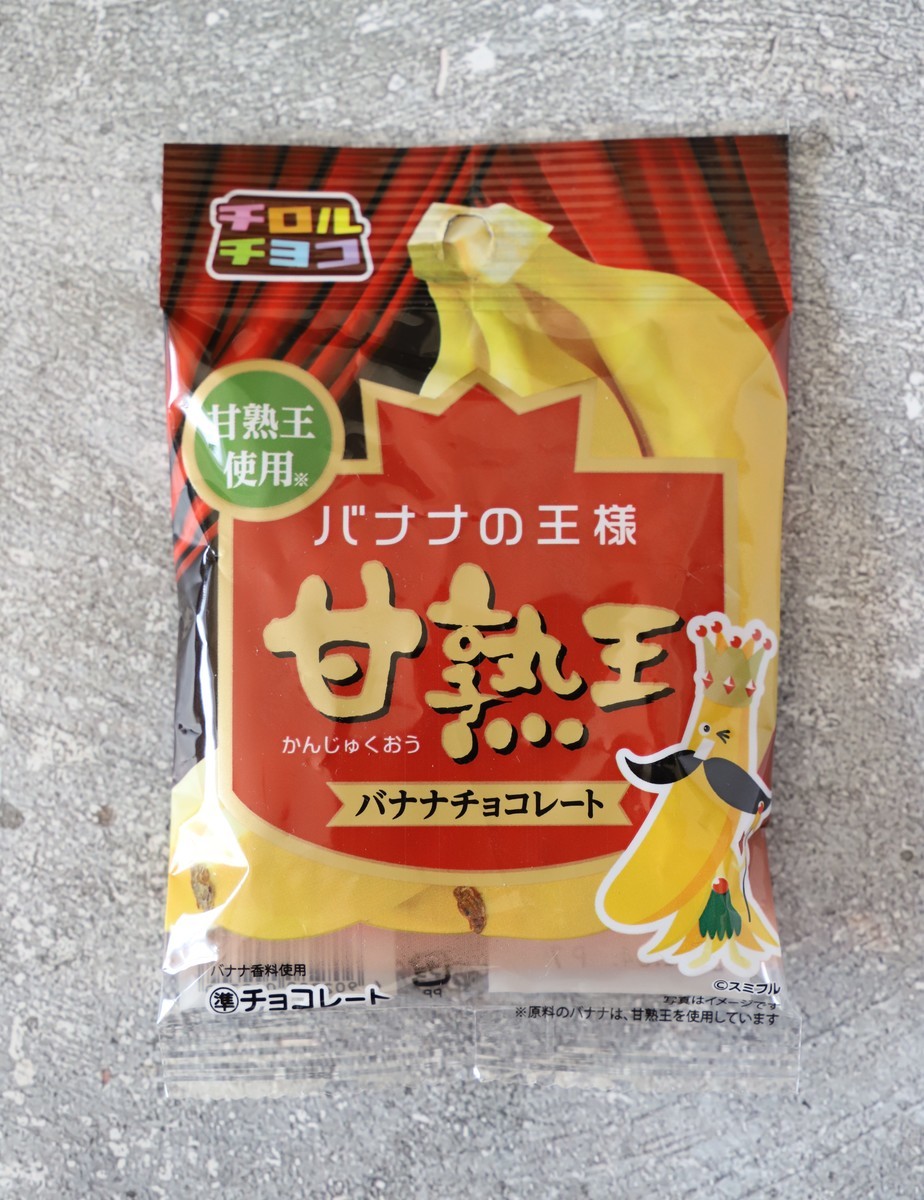 チロル
チョコ
甘熟王
使用※
バナナの王様
甘熟王
かんじゅくおう
バナナチョコレート
バナナ香料使用
準チョコレート
PP
©スミフル
写真はイメージです
※原料のバナナは、甘熟王を使用しています